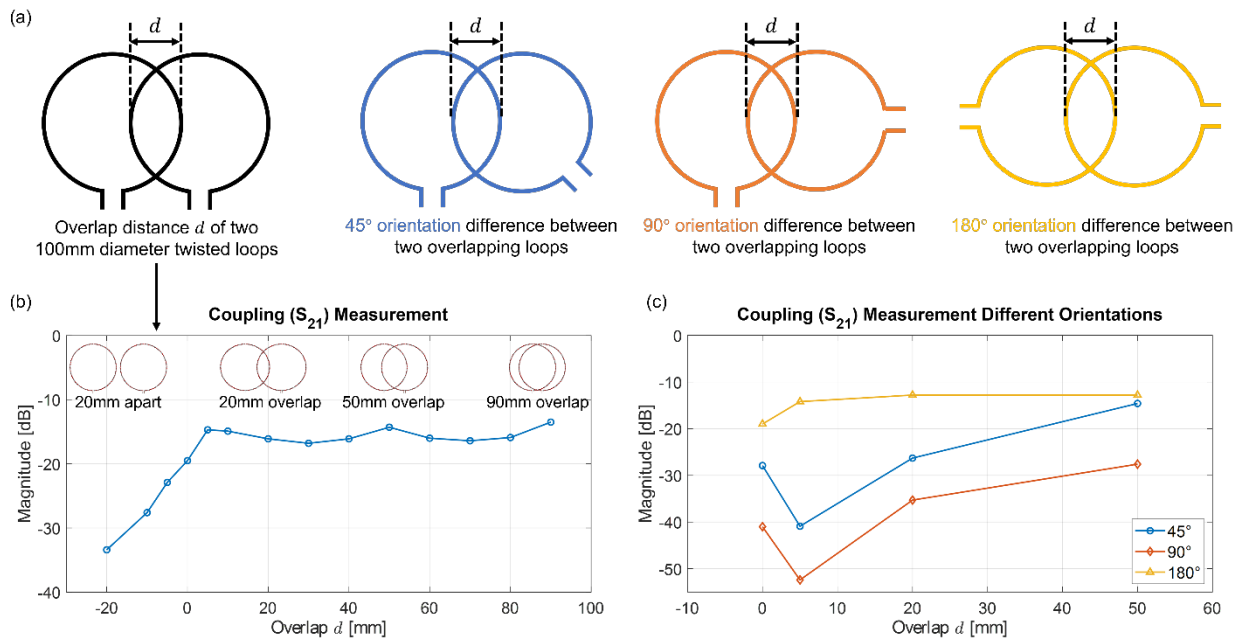 (a)
d
d
d
d
Overlap distance d of two
100mm diameter twisted loops
45° orientation difference between
two overlapping loops
90° orientation difference between
two overlapping loops
180° orientation difference between
two overlapping loops
(b)
Coupling (S21) Measurement
0
-10
-20
-30
-40
Magnitude [dB]
20mm apart
20mm overlap
50mm overlap
90mm overlap
-20
0
20
40
60
80
100
Overlap d [mm]
(c)
Coupling (S21) Measurement Different Orientations
0
-10
-20
-30
-40
-50
Magnitude [dB]
45°
90°
180°
-10
0
10
20
30
40
50
60
Overlap d [mm]